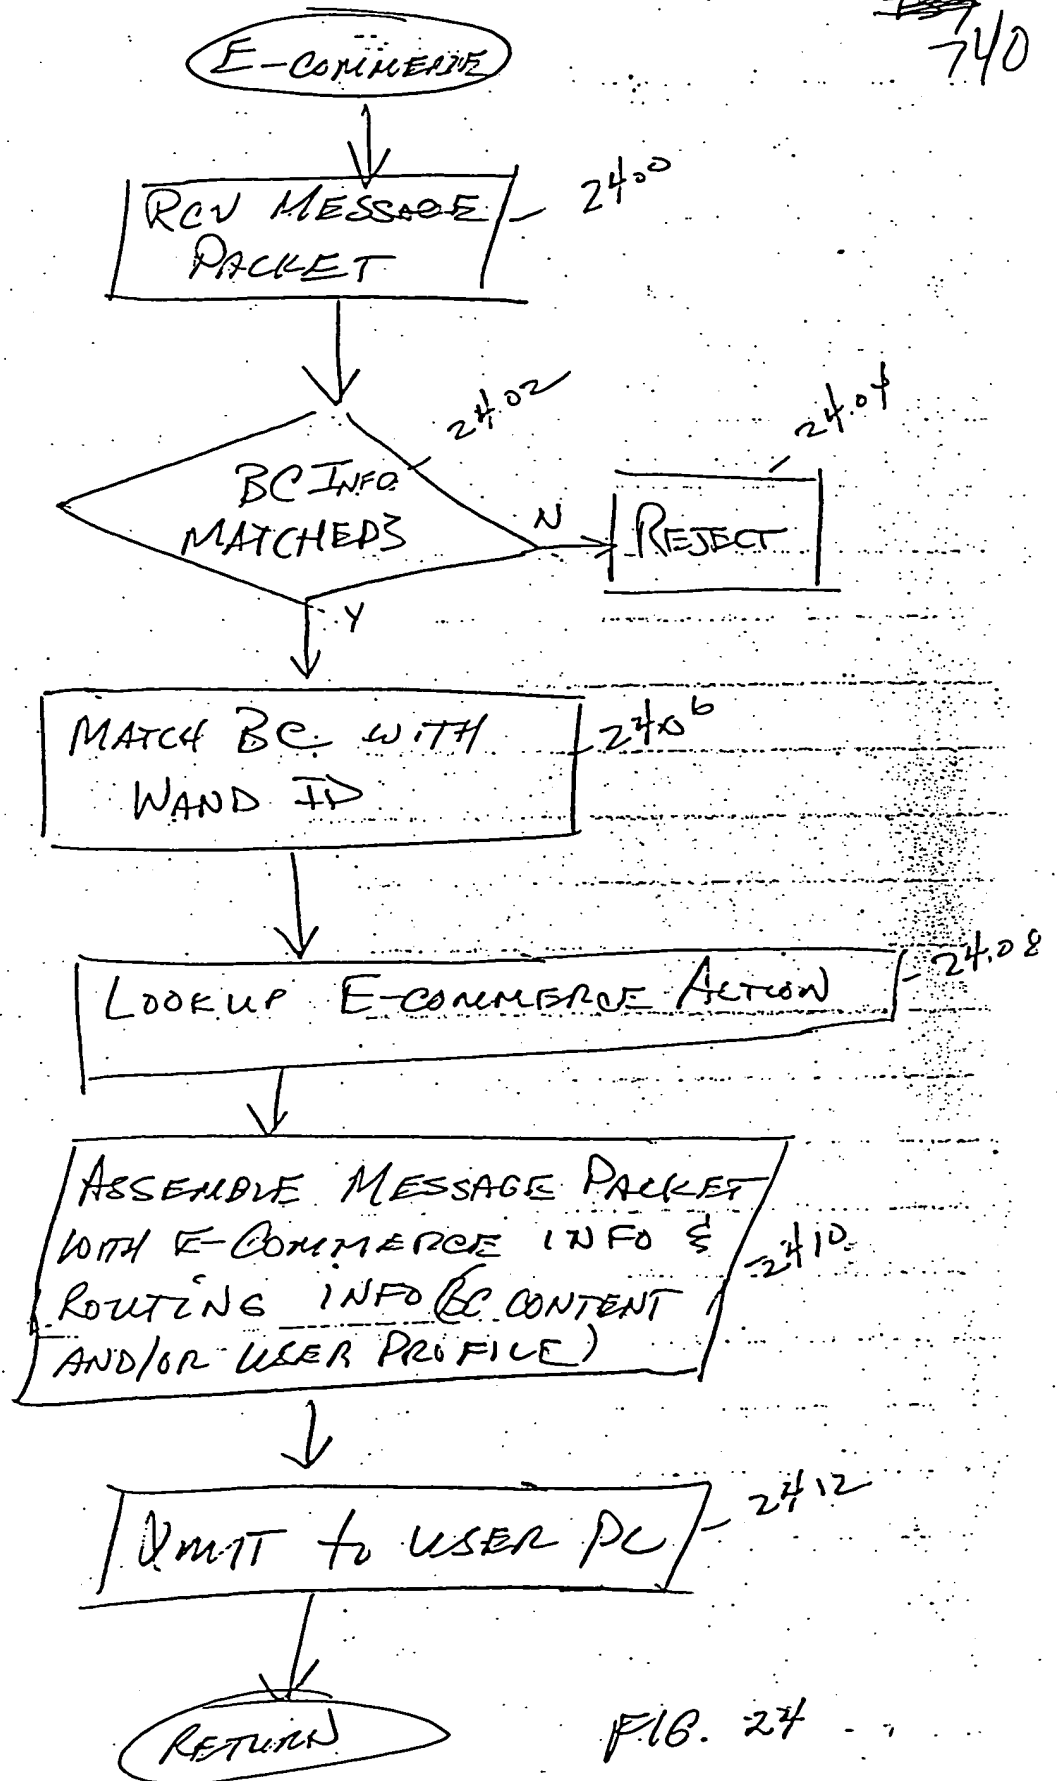 740
E-COMMERCE
RCV MESSAGE
PACKET
2400
2402
2404
BC INFO
MATCHED?
N
REJECT
Y
MATCH BC WITH
WAND ID
2406
LOOKUP E-COMMERCE ACTION
2408
ASSEMBLE MESSAGE PACKET
WITH E-COMMERCE INFO &
ROUTING INFO (BC CONTENT
AND/OR USER PROFILE)
2410
XMIT to USER PC
2412
RETURN
FIG. 24